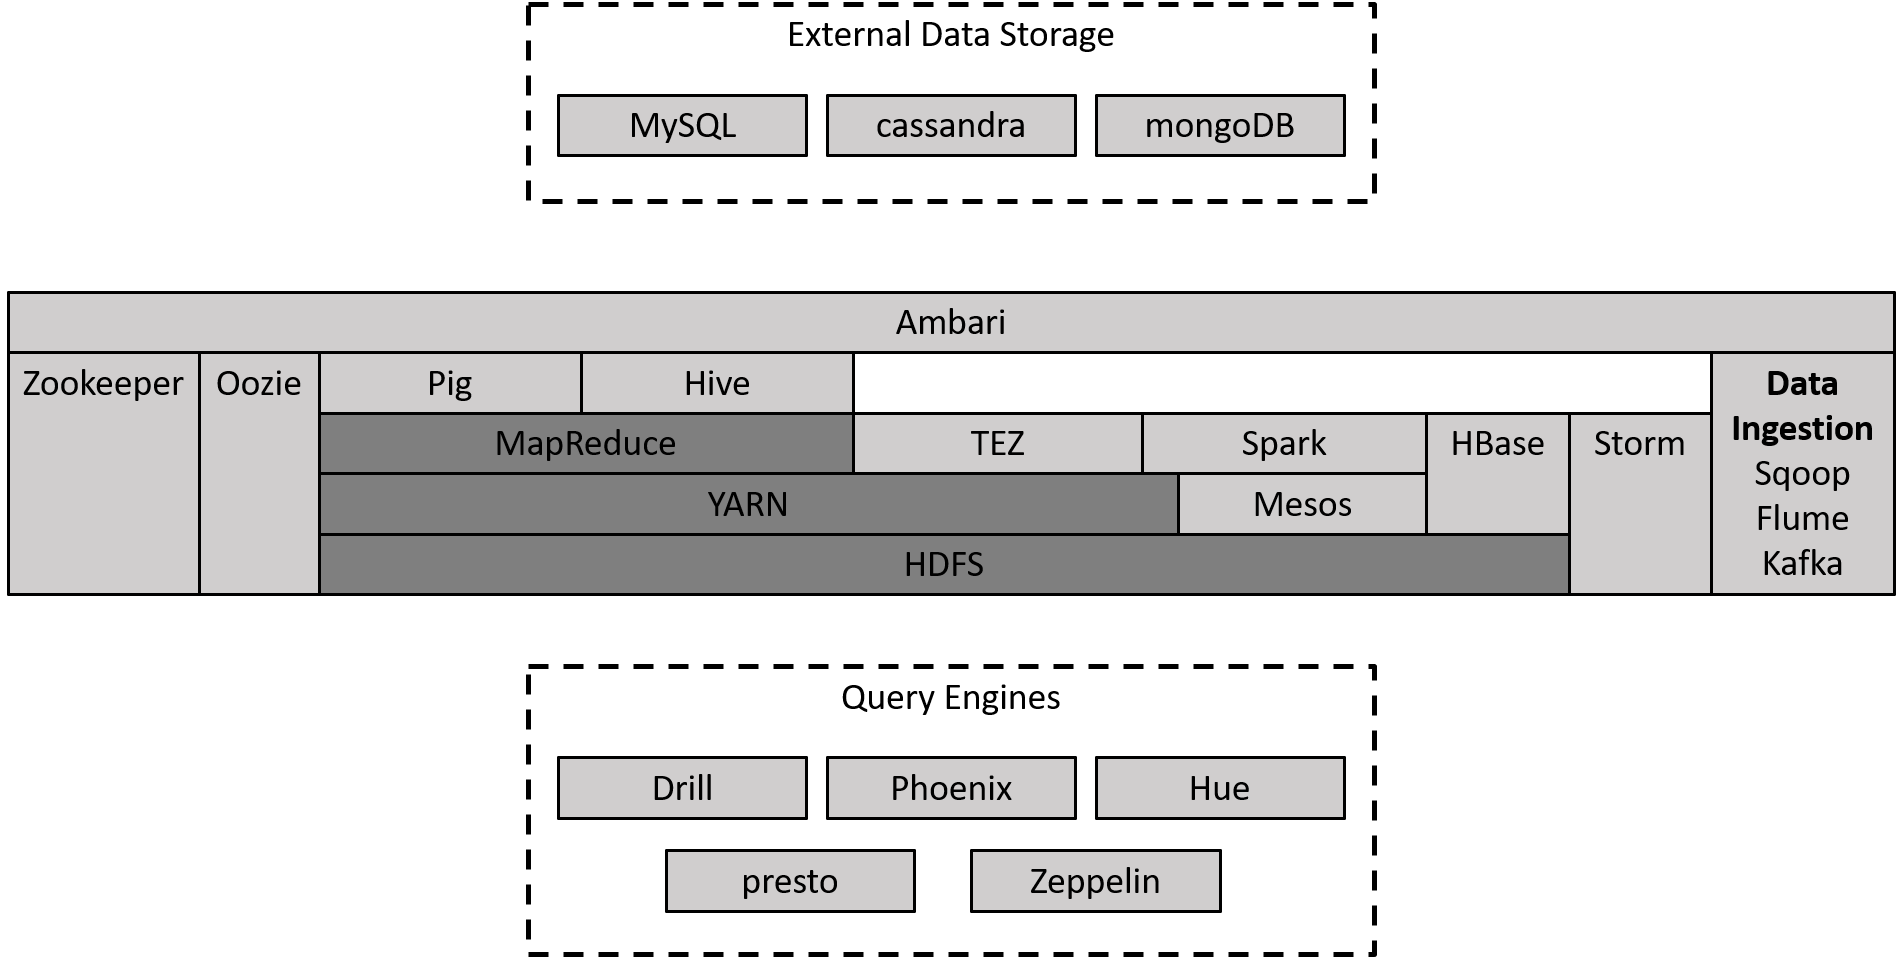 External Data Storage
MySQL
cassandra
mongoDB
Ambari
Zookeeper
Oozie
Pig
Hive
Data
Ingestion
Sqoop
Flume
Kafka
MapReduce
TEZ
Spark
HBase
Storm
YARN
Mesos
HDFS
Query Engines
Drill
Phoenix
Hue
presto
Zeppelin